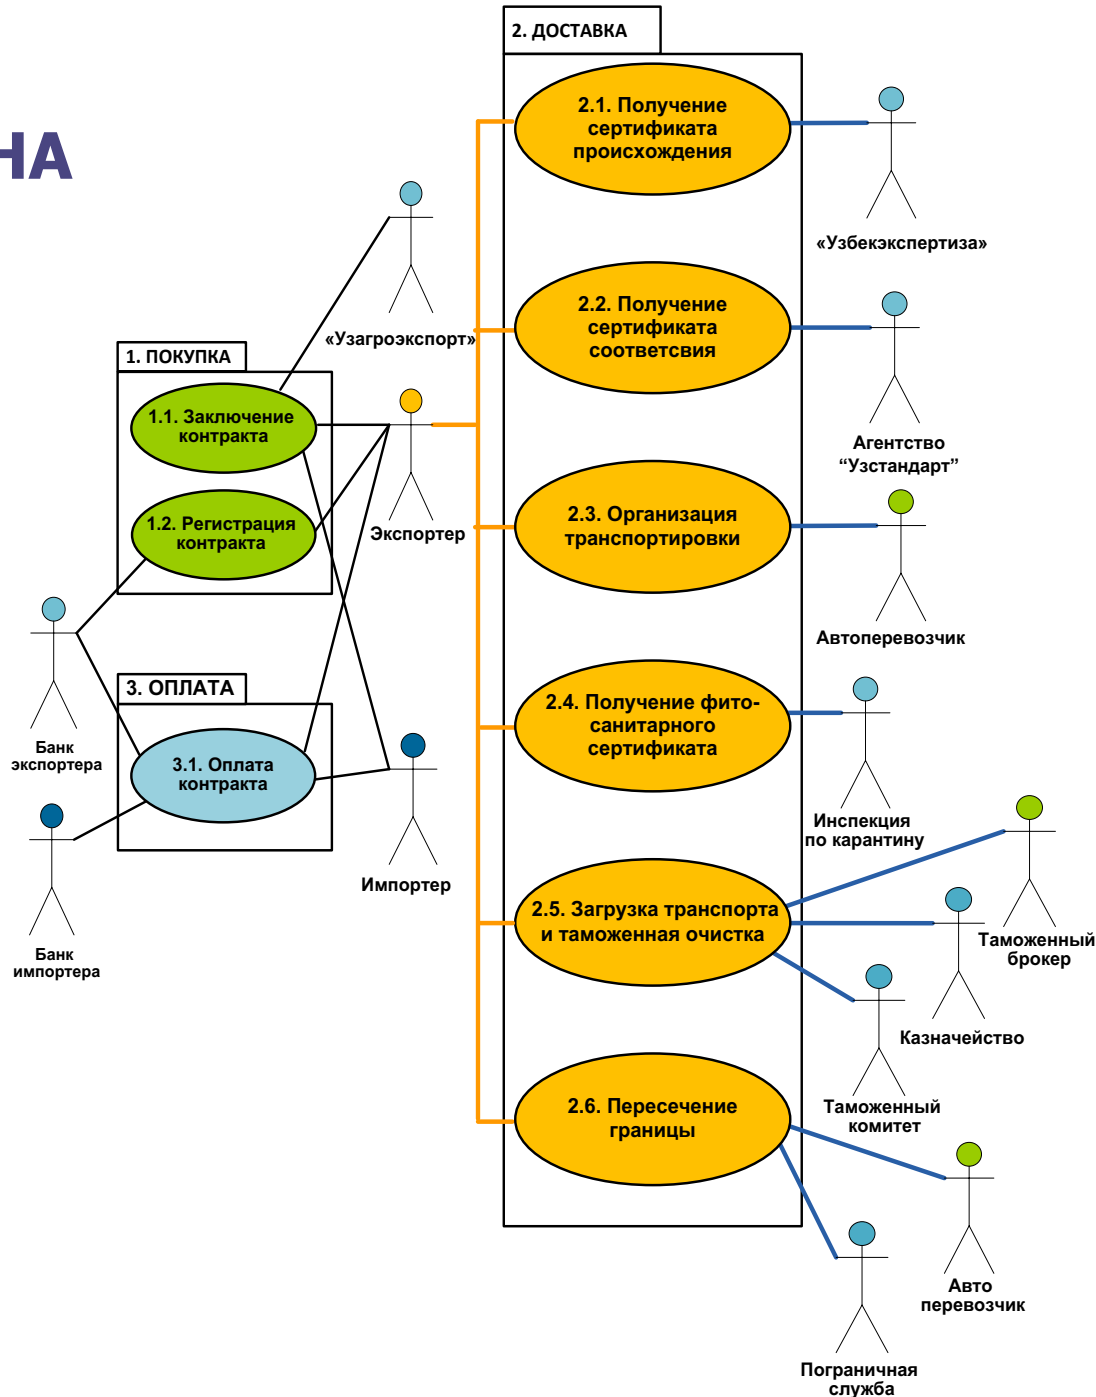 НА
2. ДОСТАВКА
2.1. Получение
сертификата
происхождения
«Узбекэкспертиза»
2.2. Получение
сертификата
соответсвия
Агентство
“Узстандарт”
«Узагроэкспорт»
1. ПОКУПКА
1.1. Заключение
контракта
1.2. Регистрация
контракта
Экспортер
2.3. Организация
транспортировки
Автоперевозчик
3. ОПЛАТА
3.1. Оплата
контракта
Банк
экспортера
Банк
импортера
Импортер
2.4. Получение фито-
санитарного
сертификата
Инспекция
по карантину
2.5. Загрузка транспорта
и таможенная очистка
Таможенный
брокер
Казначейство
Таможенный
комитет
2.6. Пересечение
границы
Авто
перевозчик
Пограничная
служба